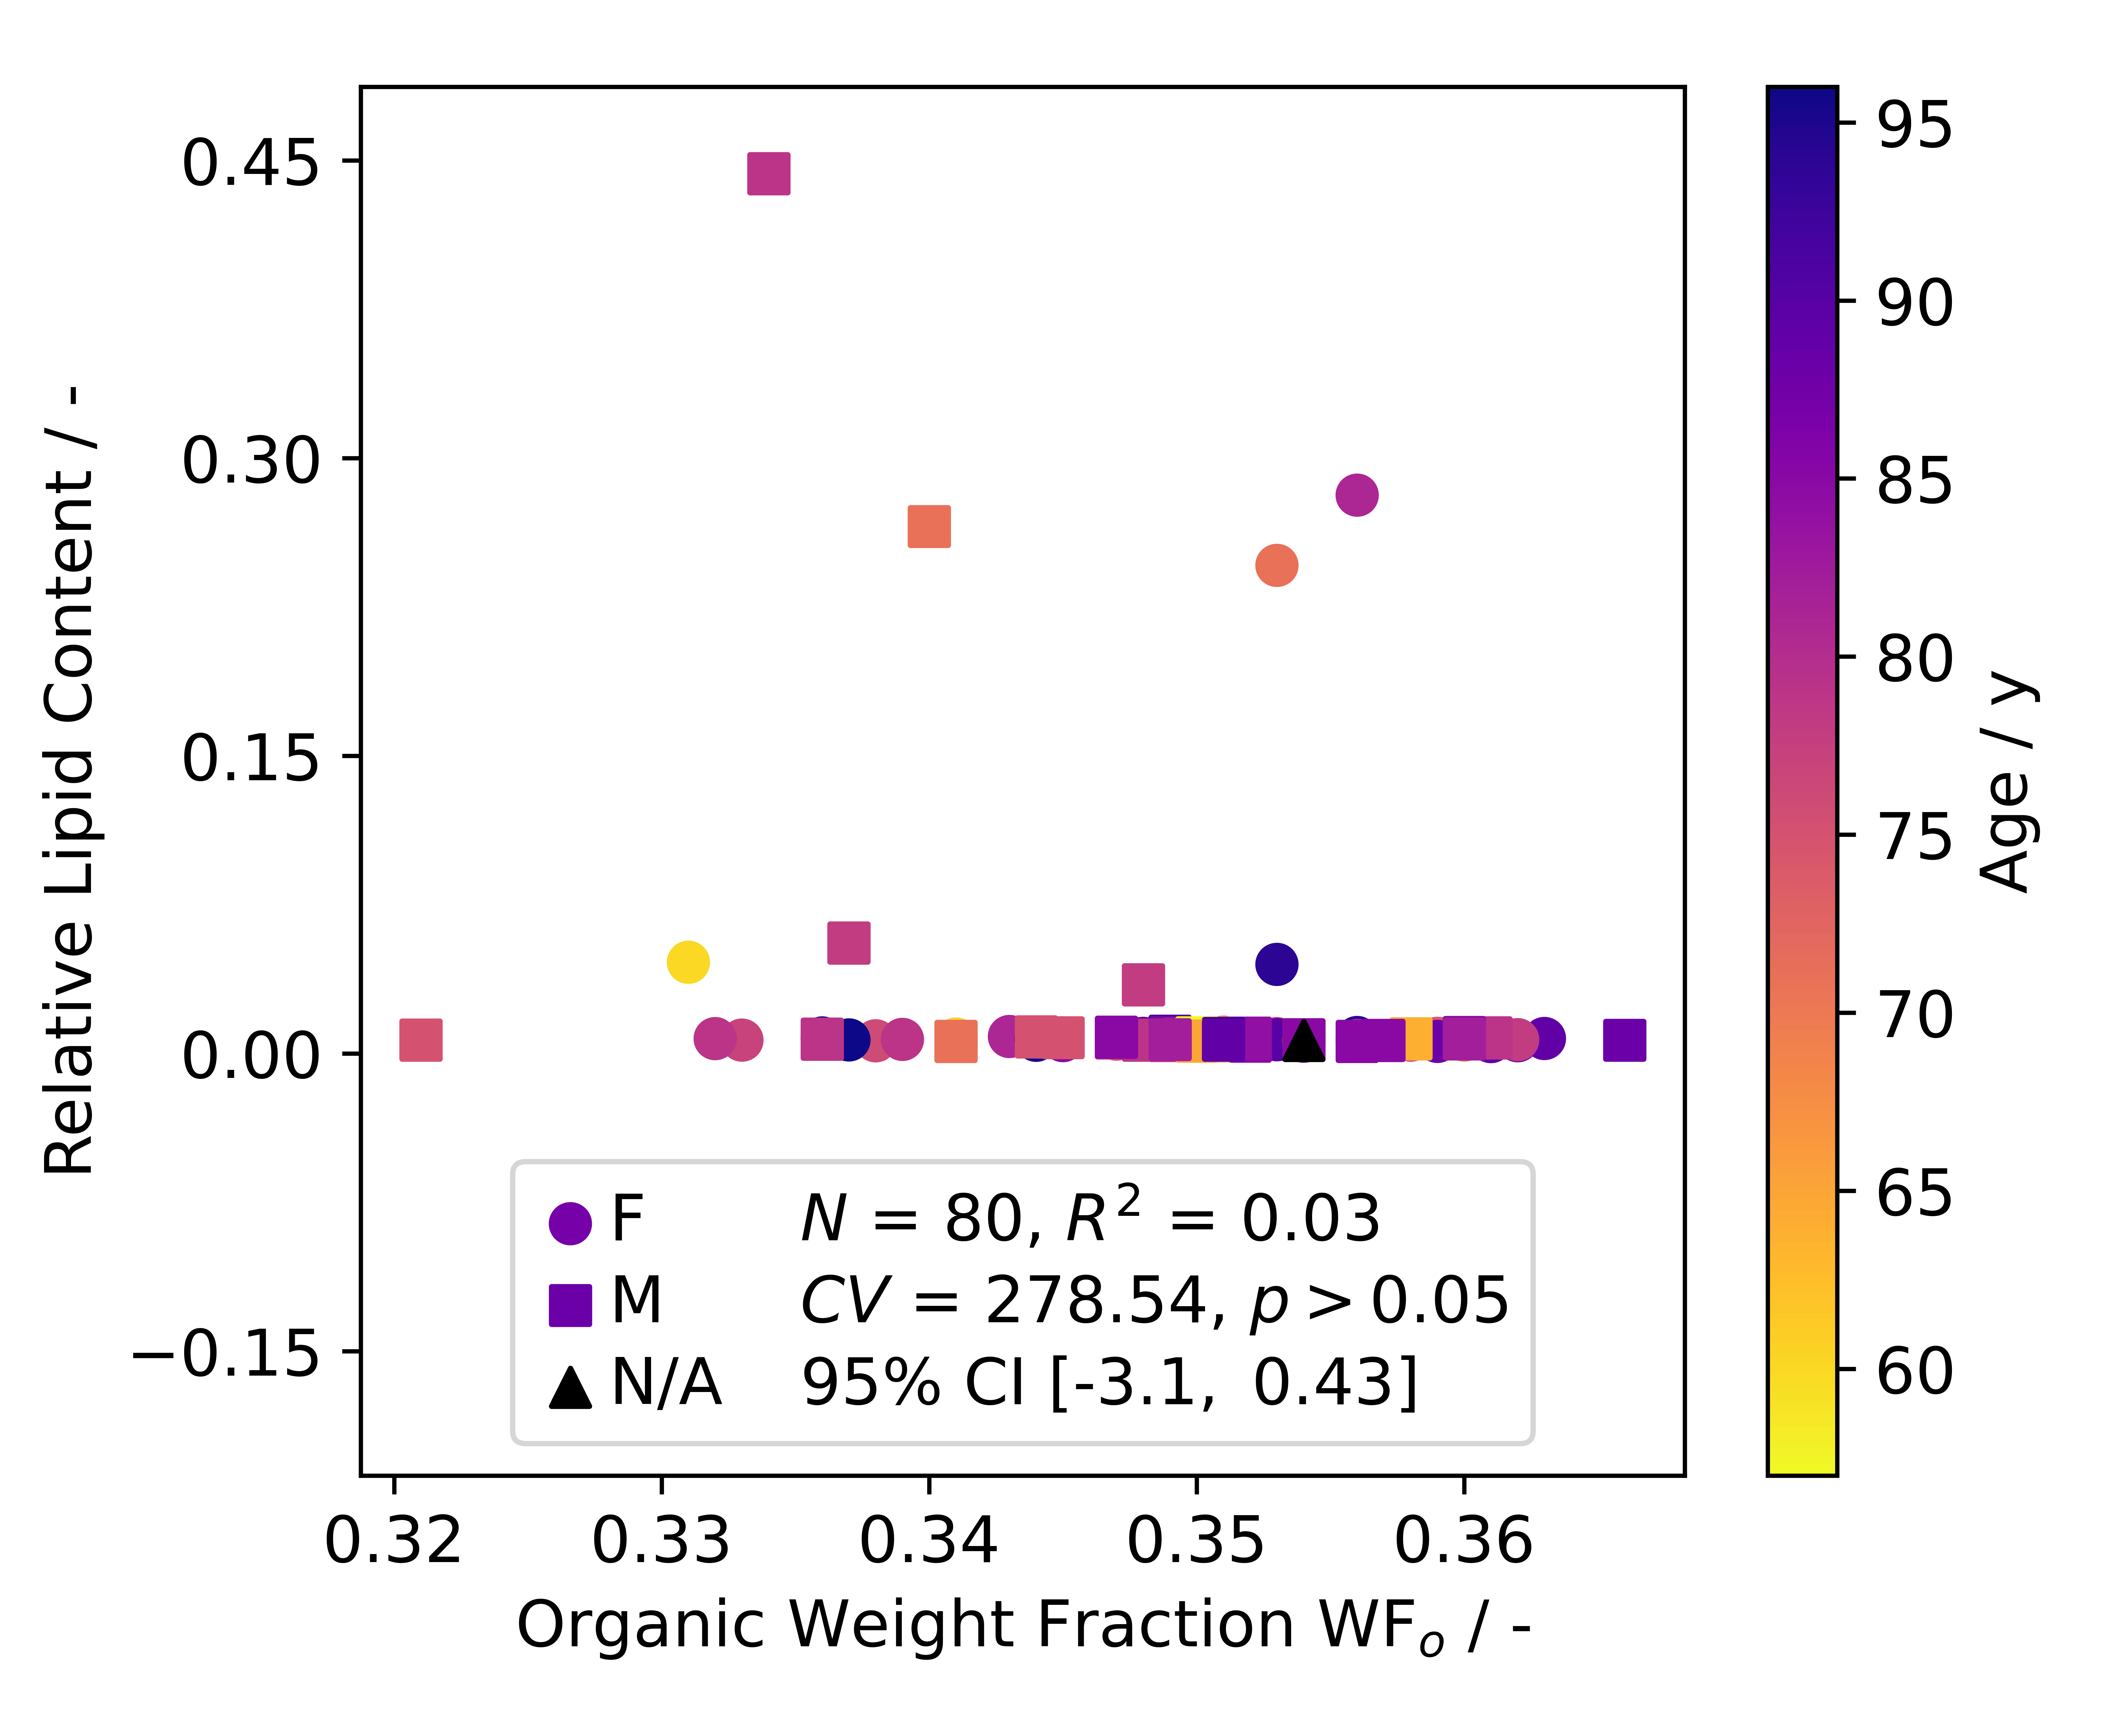 0.45
0.30
0.15
0.00
−0.15
Relative Lipid Content / -
0.32 0.33 0.34 0.35 0.36
Organic Weight Fraction WFₒ / -
F N = 80, R² = 0.03
M CV = 278.54, p > 0.05
N/A 95% CI [-3.1, 0.43]
95
90
85
80
75
70
65
60
Age / y